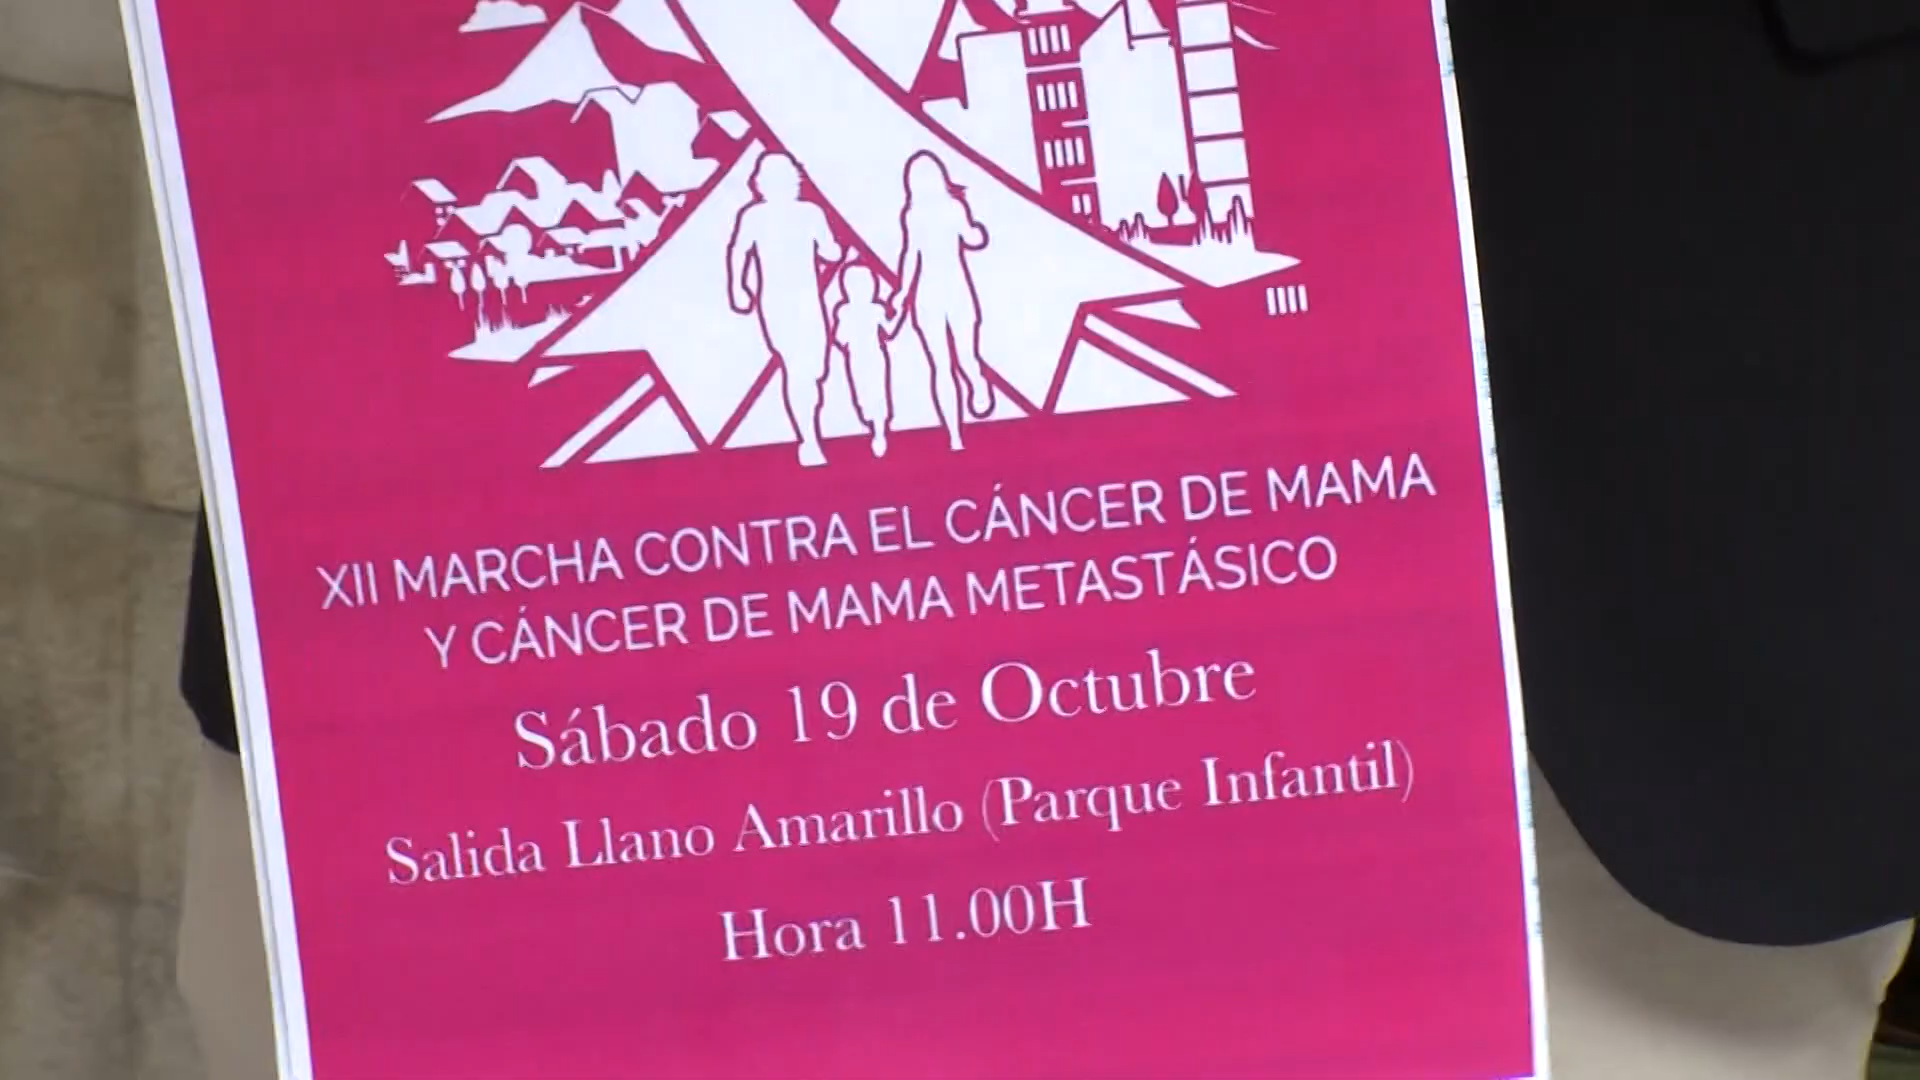 XII MARCHA CONTRA EL CÁNCER DE MAMA
Y CÁNCER DE MAMA METASTÁSICO
Sábado 19 de Octubre
Salida Llano Amarillo (Parque Infantil)
Hora 11.00H